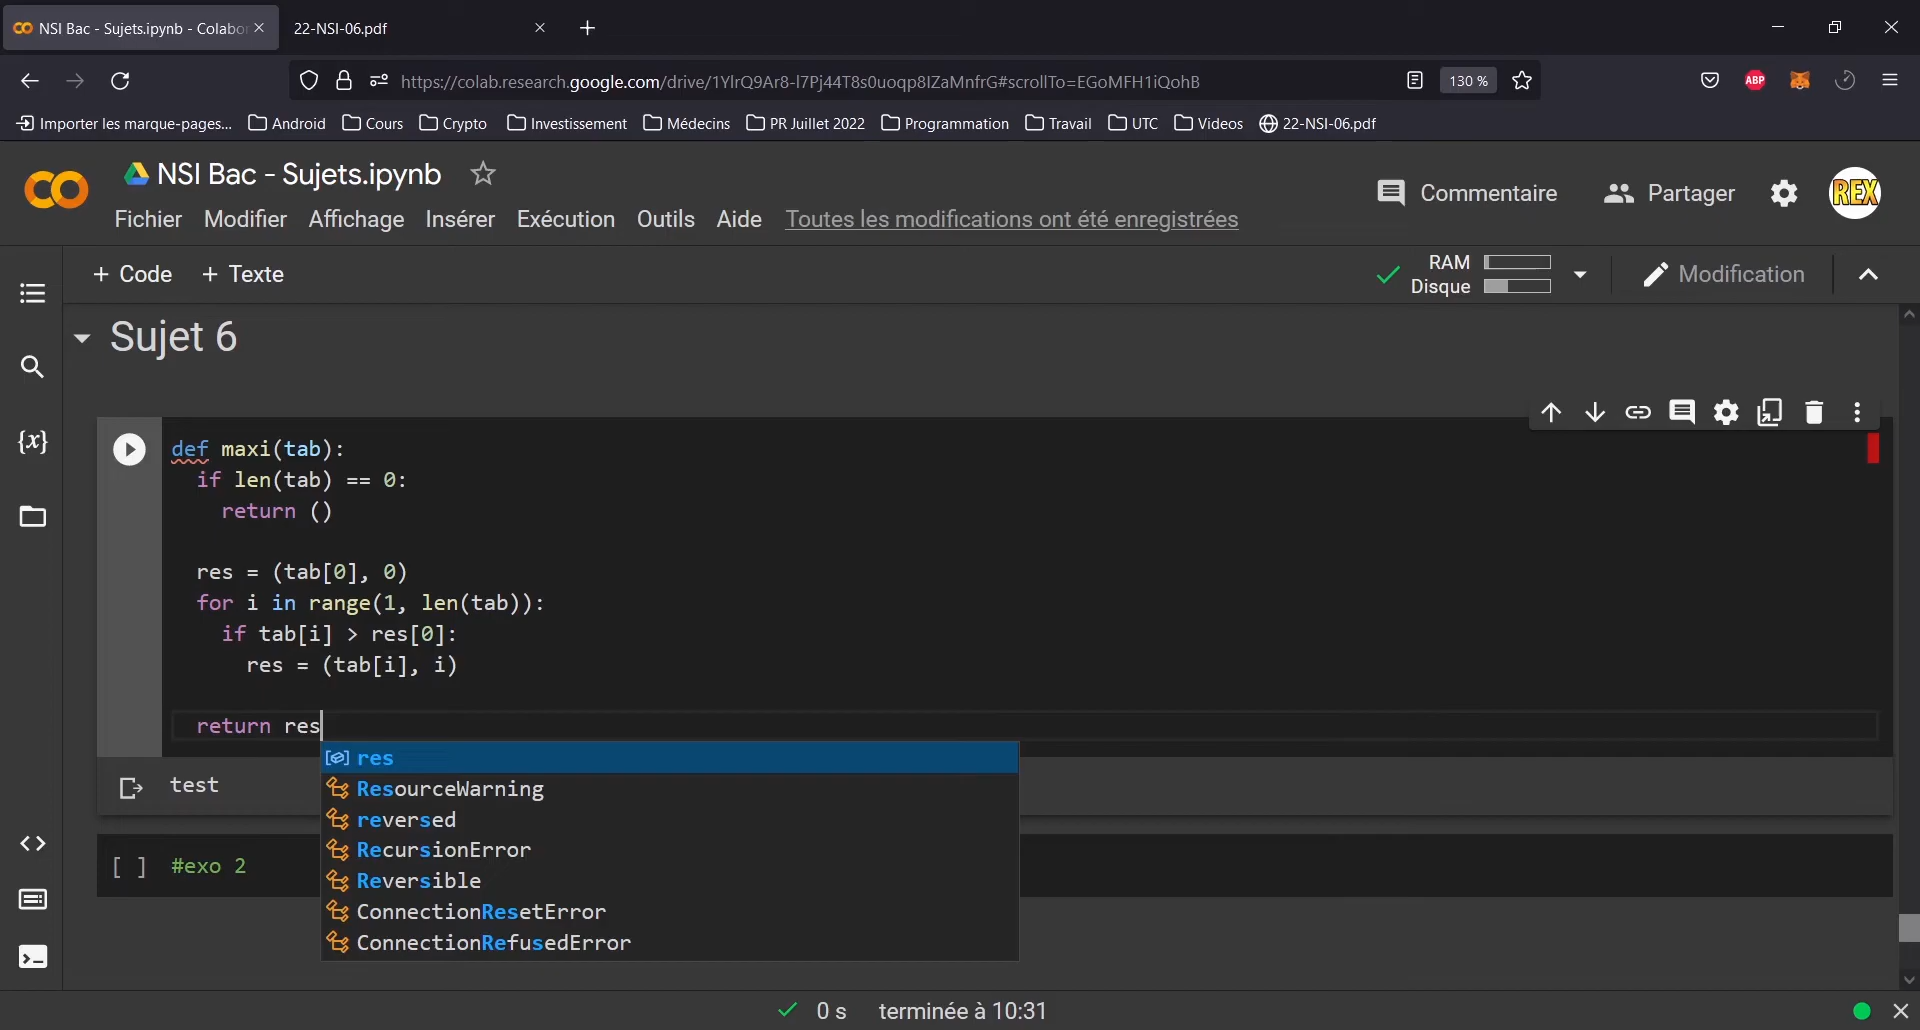 NSI Bac - Sujets.ipynb - Colabo
22-NSI-06.pdf
https://colab.research.google.com/drive/1YlrQ9Ar8-l7Pj44T8s0uoqp8IZaMnfrG#scrollTo=EGoMFH1iQohB
130 %
ABP
Importer les marque-pages...
Android
Cours
Crypto
Investissement
Médecins
PR Juillet 2022
Programmation
Travail
UTC
Videos
22-NSI-06.pdf
NSI Bac - Sujets.ipynb
Commentaire
Partager
REX
Fichier Modifier Affichage Insérer Exécution Outils Aide Toutes les modifications ont été enregistrées
+ Code + Texte
RAM
Disque
Modification
Sujet 6
{x}
def maxi(tab):
if len(tab) == 0:
return ()
res = (tab[0], 0)
for i in range(1, len(tab)):
if tab[i] > res[0]:
res = (tab[i], i)
return res
res
ResourceWarning
reversed
RecursionError
Reversible
ConnectionResetError
ConnectionRefusedError
test
[ ] #exo 2
0 s terminée à 10:31